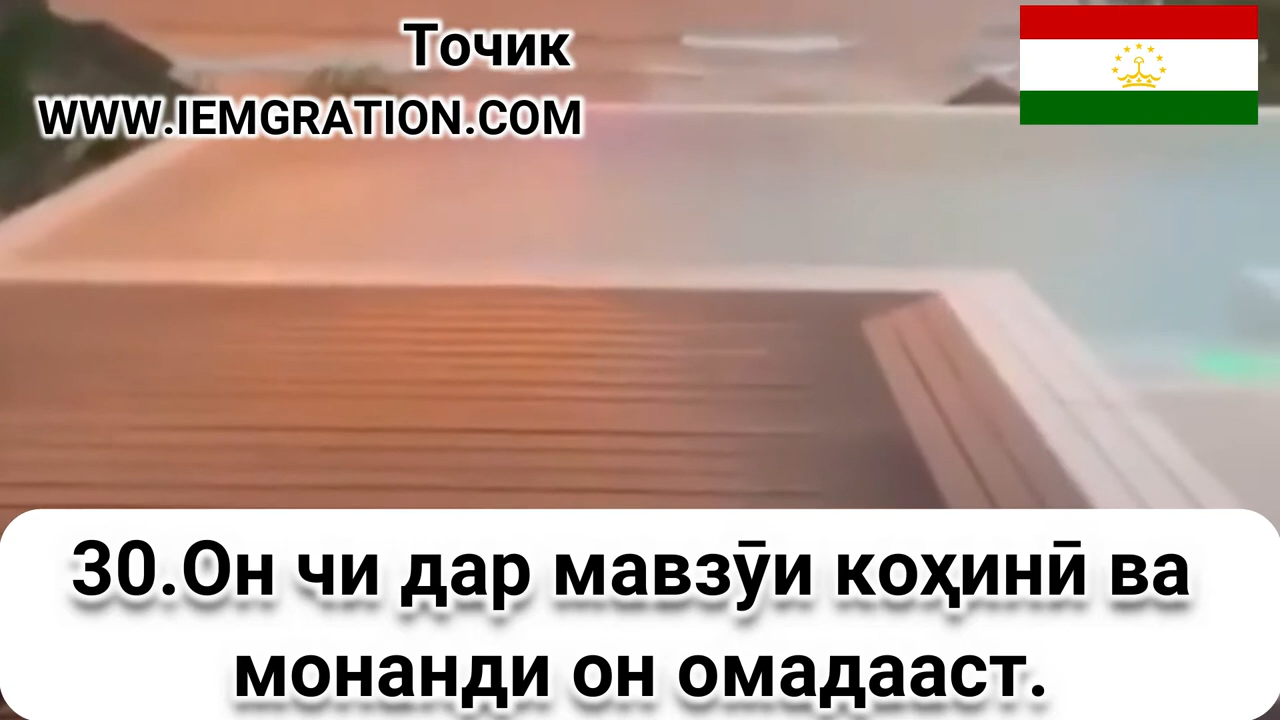 Точик
WWW.IEMGRATION.COM
30.Он чи дар мавзӯи коҳинӣ ва
монанди он омадааст.